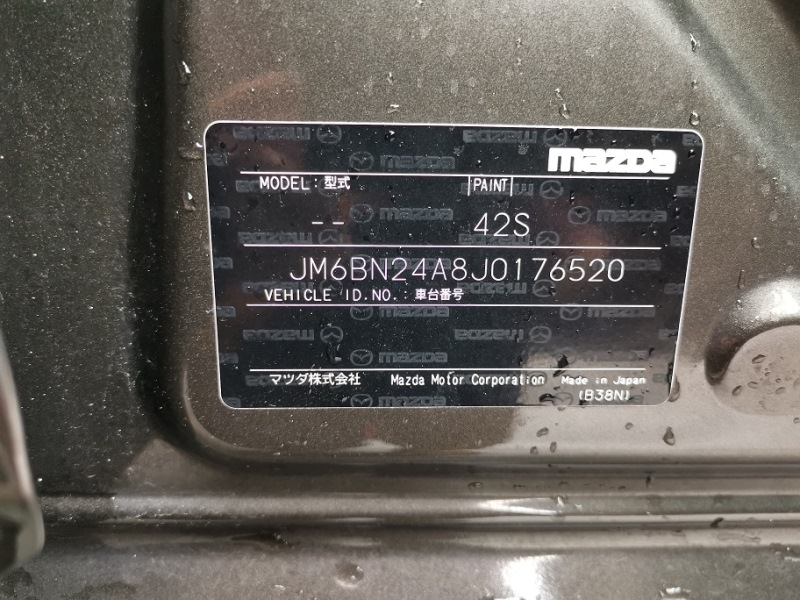 mazda
MODEL : 型式 PAINT
-- 42S
JM6BN24A8J0176520
VEHICLE ID.NO. : 車台番号
マツダ株式会社 Mazda Motor Corporation Made in Japan
(B38N)